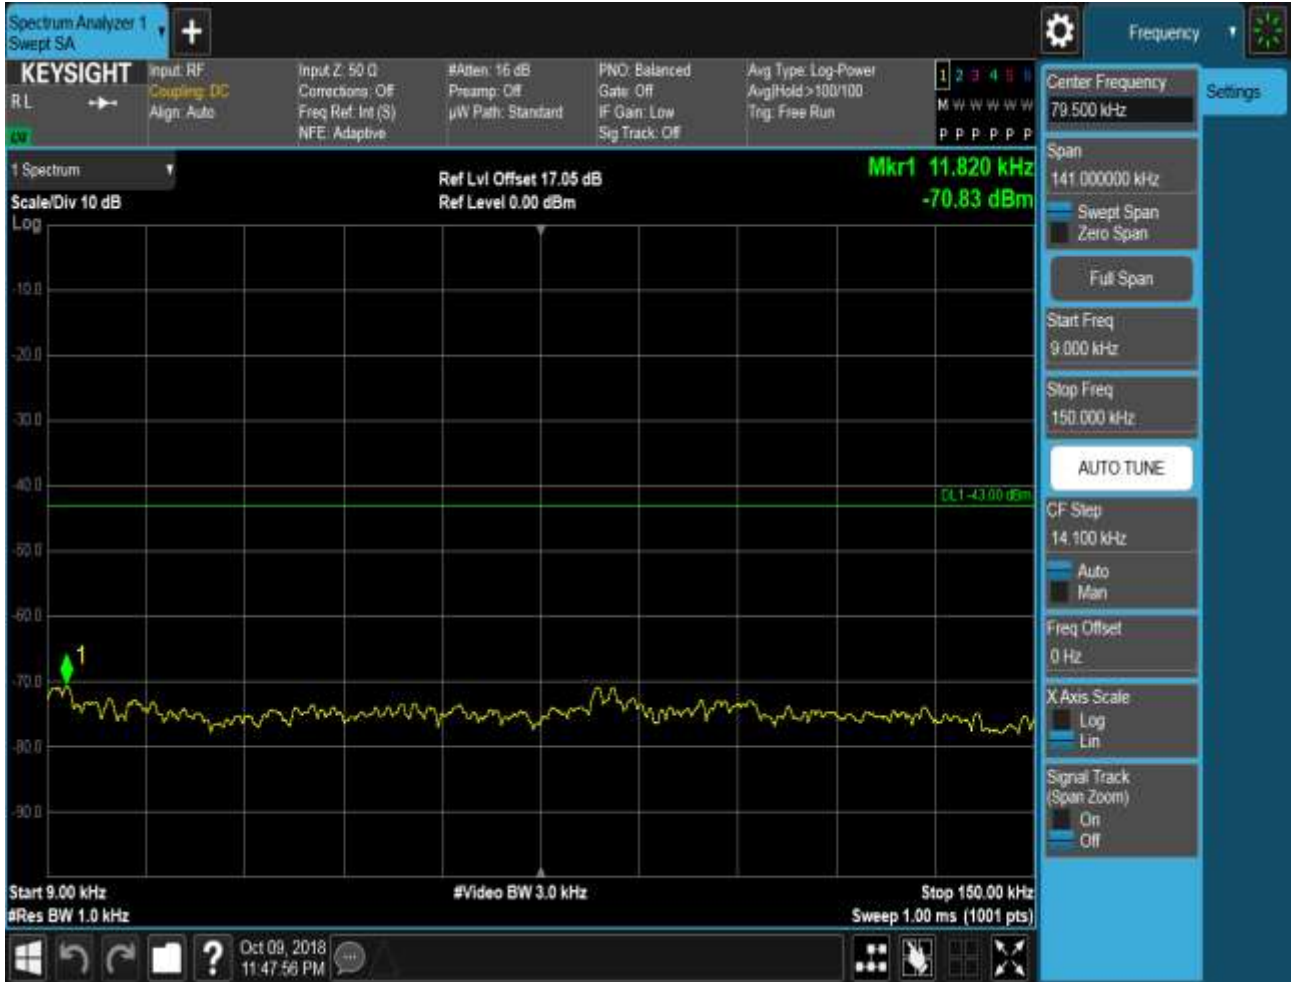 Spectrum Analyzer 1
Swept SA
Frequency
KEYSIGHT
RL
Input: RF
Coupling: DC
Align: Auto
Input Z: 50 Ω
Corrections: Off
Freq Ref: Int (S)
NFE: Adaptive
#Atten: 16 dB
Preamp: Off
µW Path: Standard
PNO: Balanced
Gate: Off
IF Gain: Low
Sig Track: Off
Avg Type: Log-Power
Avg|Hold:>100/100
Trig: Free Run
1 2 3 4 5 6
M W W W W W
P P P P P P
1 Spectrum
Scale/Div 10 dB
Log
Ref Lvl Offset 17.05 dB
Ref Level 0.00 dBm
Mkr1 11.820 kHz
-70.83 dBm
-10.0
-20.0
-30.0
-40.0
DL1 -43.00 dBm
-50.0
-60.0
1
-70.0
-80.0
-90.0
Start 9.00 kHz
#Video BW 3.0 kHz
Stop 150.00 kHz
#Res BW 1.0 kHz
Sweep 1.00 ms (1001 pts)
Center Frequency
79.500 kHz
Settings
Span
141.000000 kHz
Swept Span
Zero Span
Full Span
Start Freq
9.000 kHz
Stop Freq
150.000 kHz
AUTO TUNE
CF Step
14.100 kHz
Auto
Man
Freq Offset
0 Hz
X Axis Scale
Log
Lin
Signal Track
(Span Zoom)
On
Off
?
Oct 09, 2018
11:47:56 PM